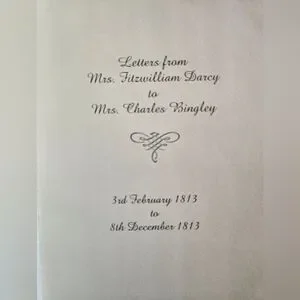 Letters from
Mrs. Fitzwilliam Darcy
to
Mrs. Charles Bingley
3rd February 1813
to
8th December 1813